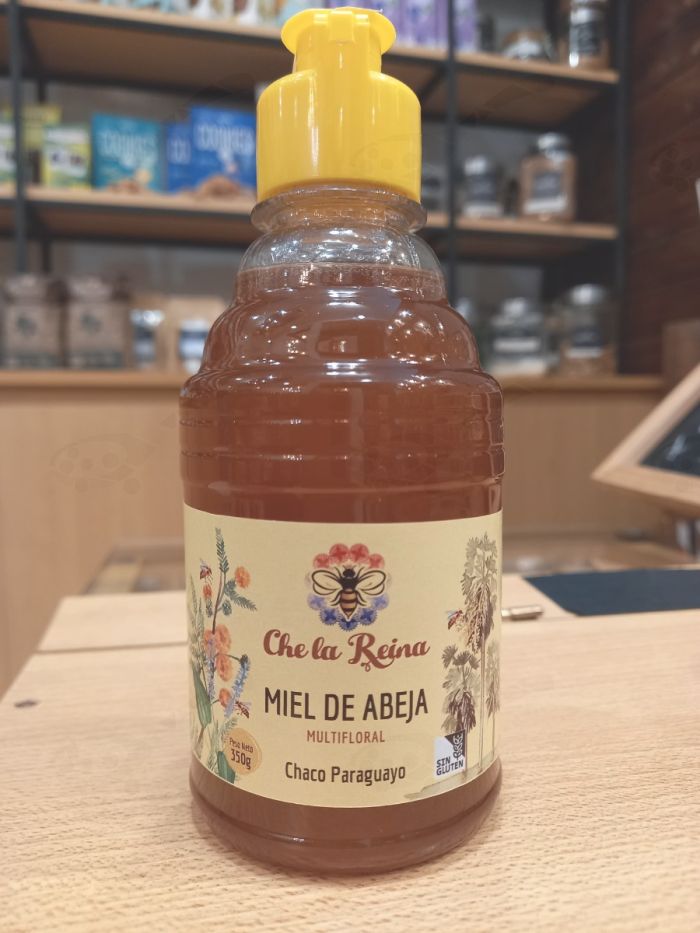 Che la Reina
MIEL DE ABEJA
MULTIFLORAL
Peso Neto
350g
Chaco Paraguayo
SIN
GLUTEN